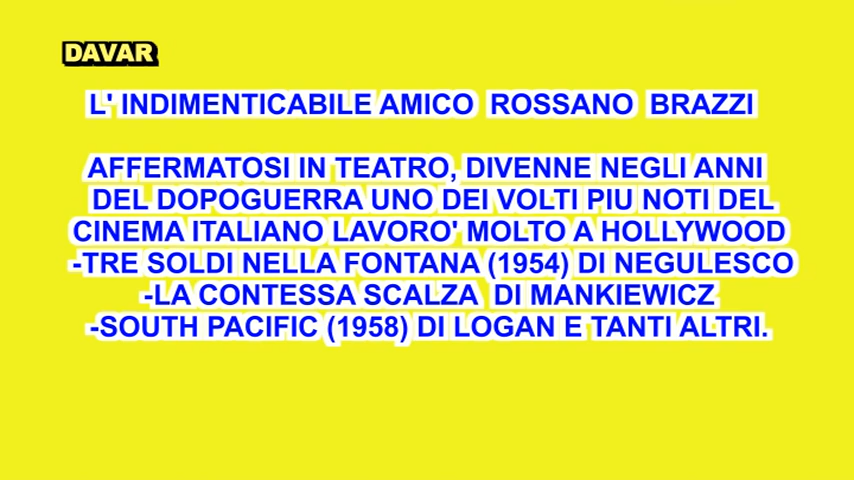 DAVAR
L' INDIMENTICABILE AMICO ROSSANO BRAZZI
AFFERMATOSI IN TEATRO, DIVENNE NEGLI ANNI
DEL DOPOGUERRA UNO DEI VOLTI PIU NOTI DEL
CINEMA ITALIANO LAVORO' MOLTO A HOLLYWOOD
-TRE SOLDI NELLA FONTANA (1954) DI NEGULESCO
-LA CONTESSA SCALZA DI MANKIEWICZ
-SOUTH PACIFIC (1958) DI LOGAN E TANTI ALTRI.